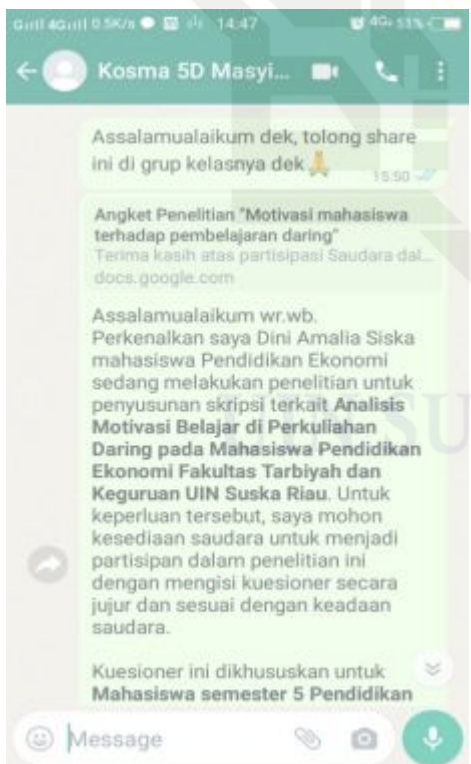 0.5K/s 14:47 4G 53%
Kosma 5D Masyi...
Assalamualaikum dek, tolong share
ini di grup kelasnya dek🙏
15:50
Angket Penelitian "Motivasi mahasiswa
terhadap pembelajaran daring"
Terima kasih atas partisipasi Saudara dal...
docs.google.com
Assalamualaikum wr.wb.
Perkenalkan saya Dini Amalia Siska
mahasiswa Pendidikan Ekonomi
sedang melakukan penelitian untuk
penyusunan skripsi terkait Analisis
Motivasi Belajar di Perkuliahan
Daring pada Mahasiswa Pendidikan
Ekonomi Fakultas Tarbiyah dan
Keguruan UIN Suska Riau. Untuk
keperluan tersebut, saya mohon
kesediaan saudara untuk menjadi
partisipan dalam penelitian ini
dengan mengisi kuesioner secara
jujur dan sesuai dengan keadaan
saudara.
Kuesioner ini dikhususkan untuk
Mahasiswa semester 5 Pendidikan
Message